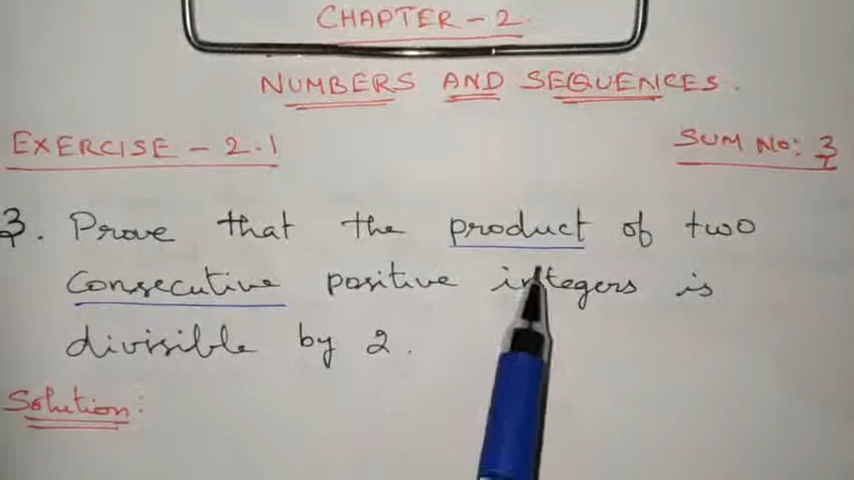 CHAPTER - 2.
NUMBERS AND SEQUENCES.
EXERCISE - 2.1
SUM No: 3
3. Prove that the product of two
consecutive positive integers is
divisible by 2.
Solution: